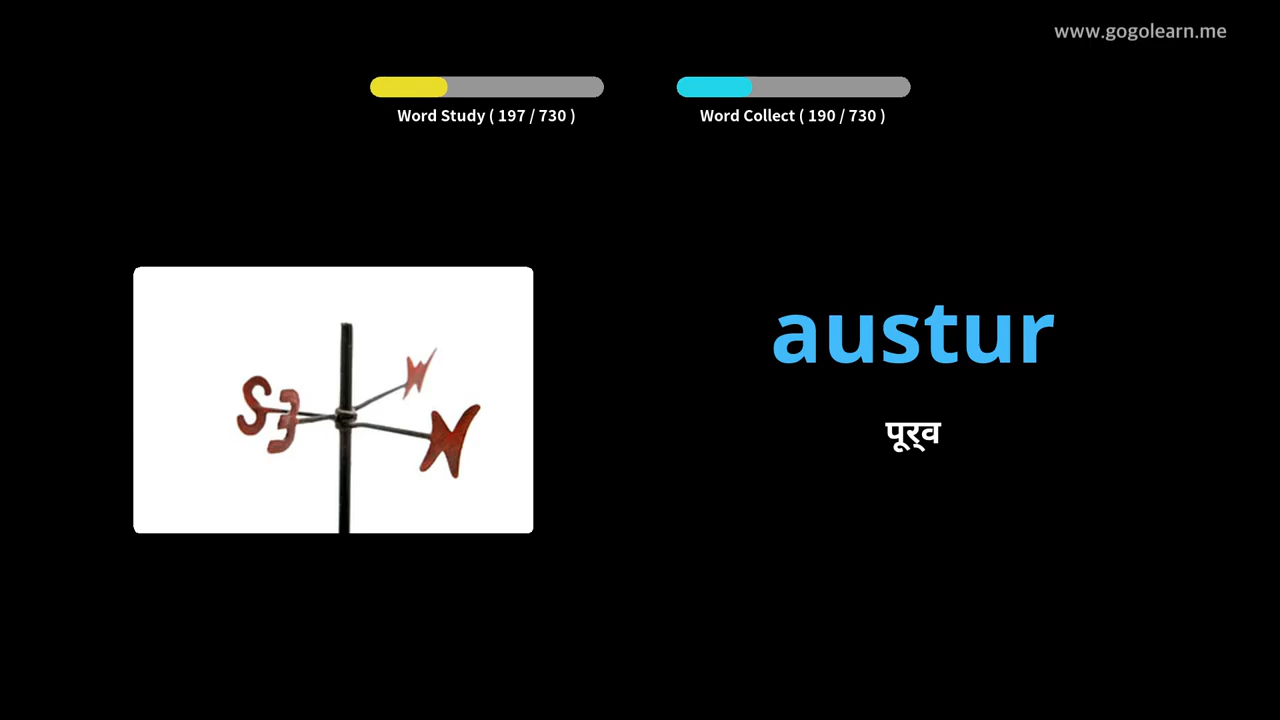 www.gogolearn.me
Word Study ( 197 / 730 )
Word Collect ( 190 / 730 )
austur
पूर्व
S E W N